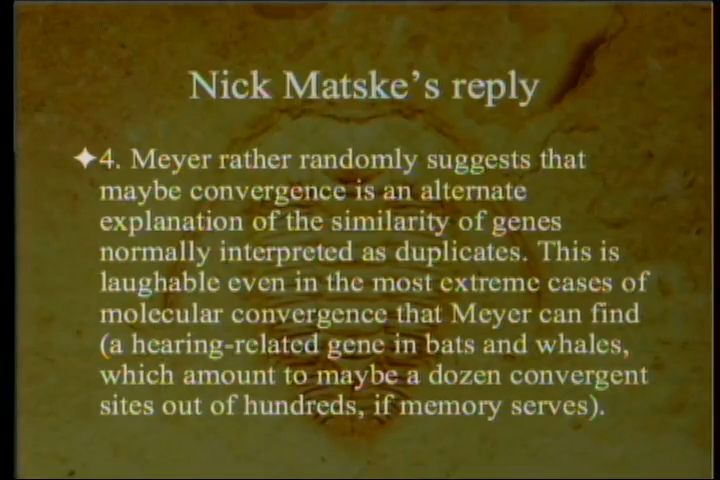 Nick Matske's reply
✦4. Meyer rather randomly suggests that
maybe convergence is an alternate
explanation of the similarity of genes
normally interpreted as duplicates. This is
laughable even in the most extreme cases of
molecular convergence that Meyer can find
(a hearing-related gene in bats and whales,
which amount to maybe a dozen convergent
sites out of hundreds, if memory serves).